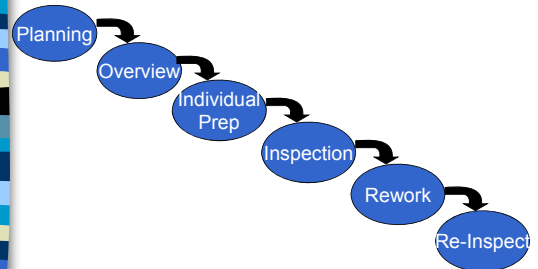 Planning
Overview
Individual
Prep
Inspection
Rework
Re-Inspect